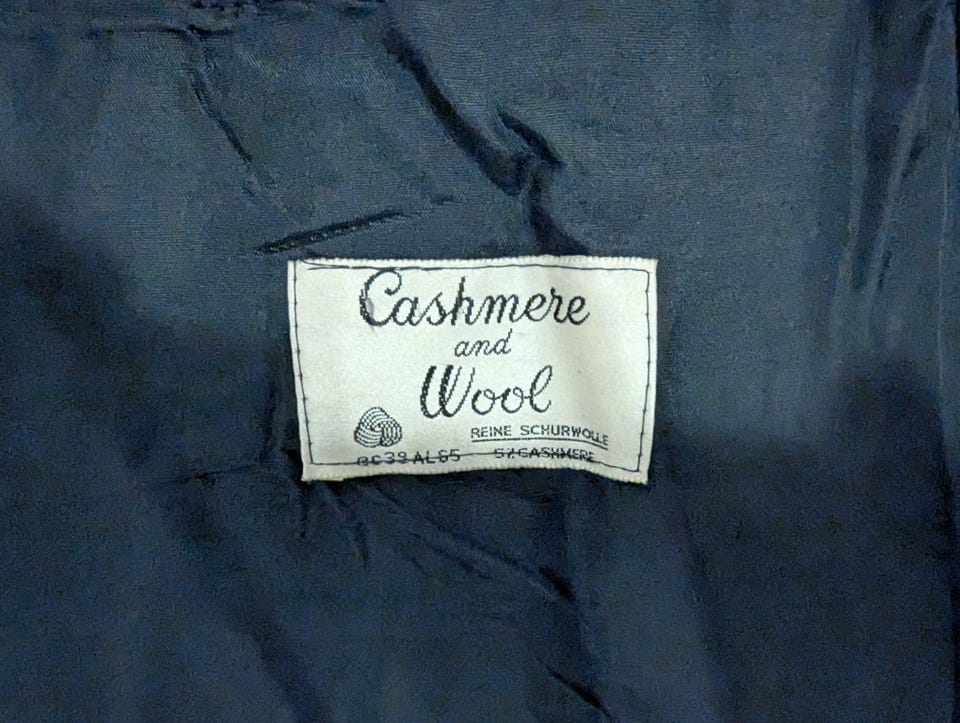 Cashmere
and
Wool
REINE SCHURWOLLE
5% CASHMERE